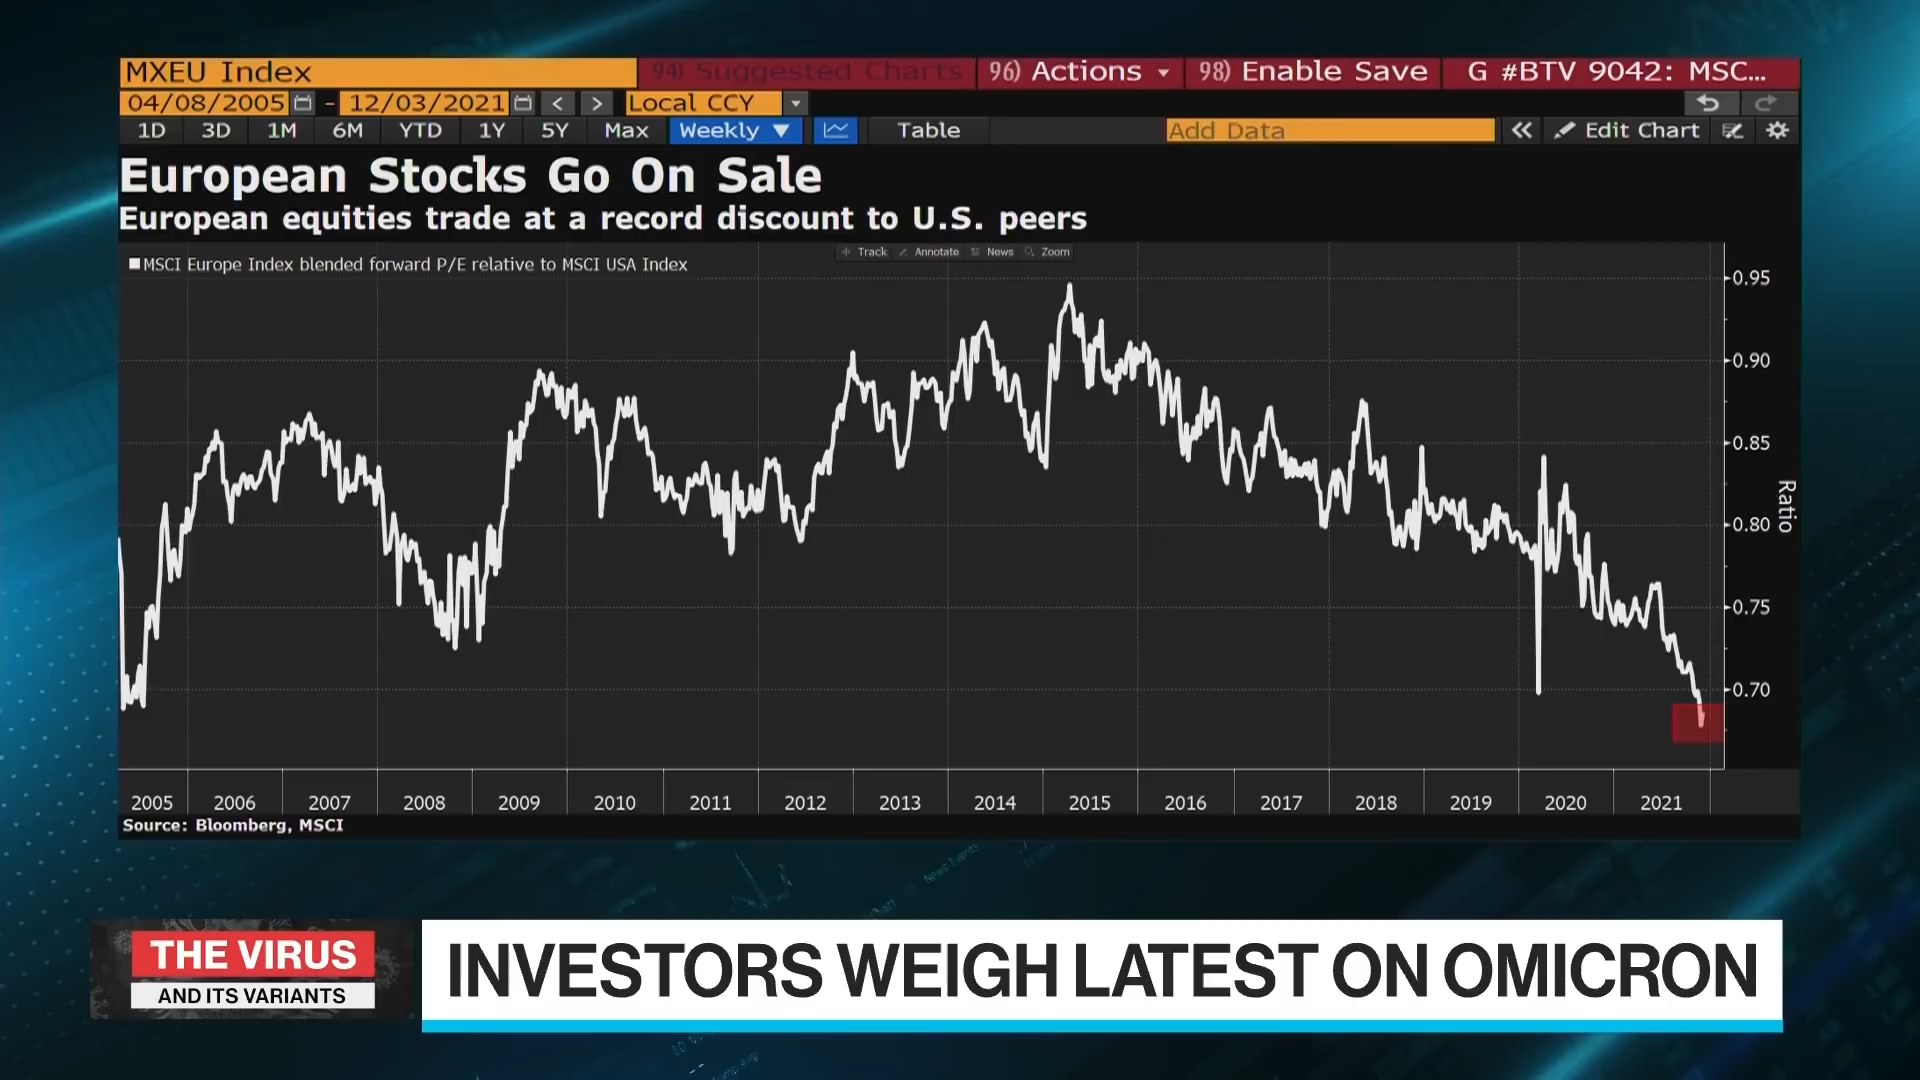 MXEU Index
94) Suggested Charts
96) Actions
98) Enable Save
G #BTV 9042: MSC...
04/08/2005 - 12/03/2021 < > Local CCY
1D 3D 1M 6M YTD 1Y 5Y Max Weekly Table Add Data Edit Chart
European Stocks Go On Sale
European equities trade at a record discount to U.S. peers
Track Annotate News Zoom
MSCI Europe Index blended forward P/E relative to MSCI USA Index
0.95
0.90
0.85
0.80
0.75
0.70
Ratio
2005 2006 2007 2008 2009 2010 2011 2012 2013 2014 2015 2016 2017 2018 2019 2020 2021
Source: Bloomberg, MSCI
THE VIRUS
AND ITS VARIANTS
INVESTORS WEIGH LATEST ON OMICRON